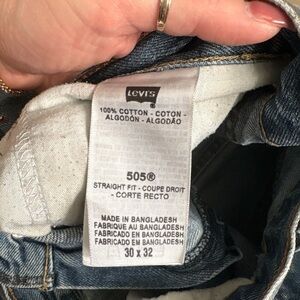 LEVI'S
100% COTTON - COTON -
ALGODÓN - ALGODÃO
505®
STRAIGHT FIT - COUPE DROIT
- CORTE RECTO
MADE IN BANGLADESH
FABRIQUE AU BANGLADESH
FABRICADO EN BANGLADESH
FABRICADO EM BANGLADESH
30 x 32